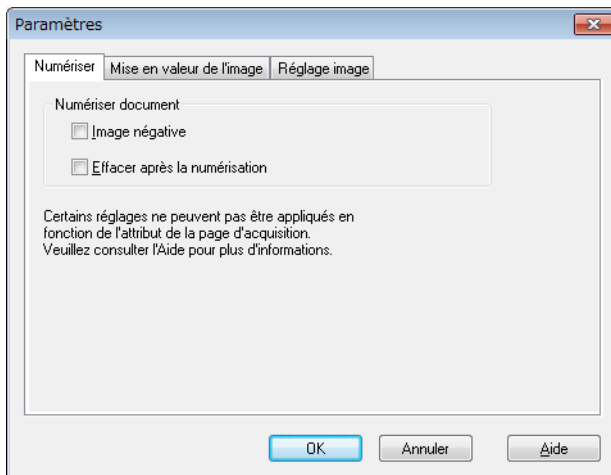 Paramètres
Numériser
Mise en valeur de l'image
Réglage image
Numériser document
Image négative
Effacer après la numérisation
Certains réglages ne peuvent pas être appliqués en
fonction de l'attribut de la page d'acquisition.
Veuillez consulter l'Aide pour plus d'informations.
OK
Annuler
Aide